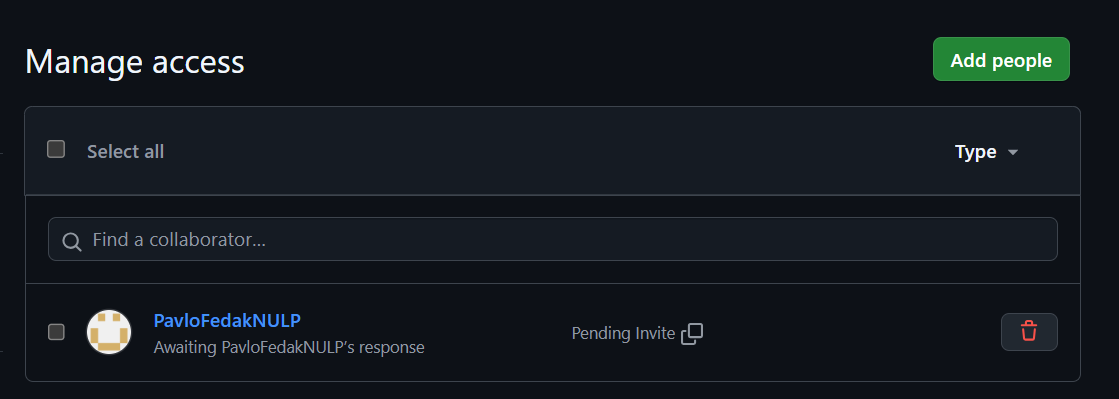 Manage access
Add people
Select all
Type
Find a collaborator...
PavloFedakNULP
Awaiting PavloFedakNULP's response
Pending Invite